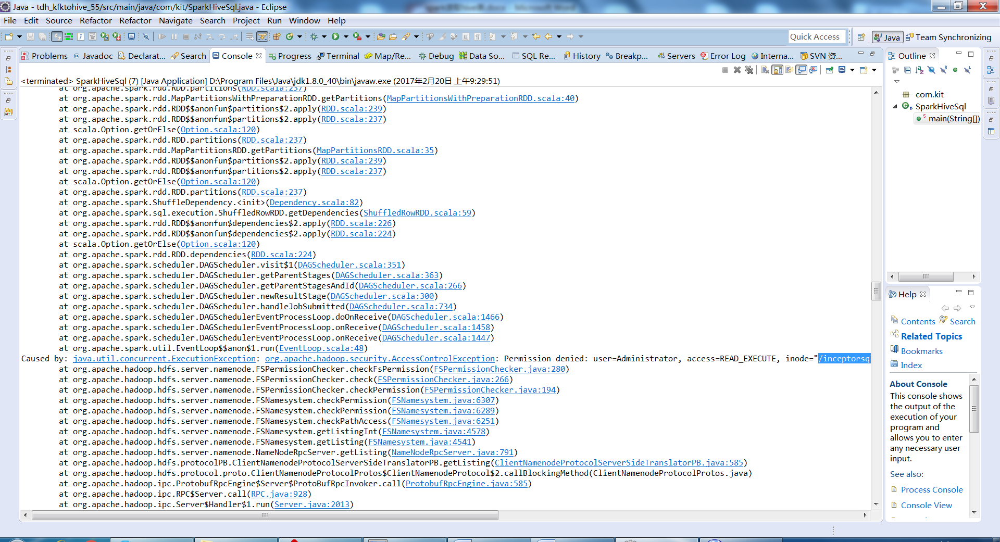 Java - tdh_kfktohive_55/src/main/java/com/kit/SparkHiveSql.java - Eclipse
File Edit Source Refactor Refactor Navigate Search Project Run Window Help
Quick Access
Java
Team Synchronizing
Problems @ Javadoc Declarat... Search Console Progress Terminal Map/Re... Debug Data So... SQL Re... History Breakp... Servers Error Log Interna... SVN 资...
<terminated> SparkHiveSql (7) [Java Application] D:\Program Files\Java\jdk1.8.0_40\bin\javaw.exe (2017年2月20日 上午9:29:51)
at org.apache.spark.rdd.RDD.partitions(RDD.scala:237)
at org.apache.spark.rdd.MapPartitionsWithPreparationRDD.getPartitions(MapPartitionsWithPreparationRDD.scala:40)
at org.apache.spark.rdd.RDD$$anonfun$partitions$2.apply(RDD.scala:239)
at org.apache.spark.rdd.RDD$$anonfun$partitions$2.apply(RDD.scala:237)
at scala.Option.getOrElse(Option.scala:120)
at org.apache.spark.rdd.RDD.partitions(RDD.scala:237)
at org.apache.spark.rdd.MapPartitionsRDD.getPartitions(MapPartitionsRDD.scala:35)
at org.apache.spark.rdd.RDD$$anonfun$partitions$2.apply(RDD.scala:239)
at org.apache.spark.rdd.RDD$$anonfun$partitions$2.apply(RDD.scala:237)
at scala.Option.getOrElse(Option.scala:120)
at org.apache.spark.rdd.RDD.partitions(RDD.scala:237)
at org.apache.spark.ShuffleDependency.<init>(Dependency.scala:82)
at org.apache.spark.sql.execution.ShuffledRowRDD.getDependencies(ShuffledRowRDD.scala:59)
at org.apache.spark.rdd.RDD$$anonfun$dependencies$2.apply(RDD.scala:226)
at org.apache.spark.rdd.RDD$$anonfun$dependencies$2.apply(RDD.scala:224)
at scala.Option.getOrElse(Option.scala:120)
at org.apache.spark.rdd.RDD.dependencies(RDD.scala:224)
at org.apache.spark.scheduler.DAGScheduler.visit$1(DAGScheduler.scala:351)
at org.apache.spark.scheduler.DAGScheduler.getParentStages(DAGScheduler.scala:363)
at org.apache.spark.scheduler.DAGScheduler.getParentStagesAndId(DAGScheduler.scala:266)
at org.apache.spark.scheduler.DAGScheduler.newResultStage(DAGScheduler.scala:300)
at org.apache.spark.scheduler.DAGScheduler.handleJobSubmitted(DAGScheduler.scala:734)
at org.apache.spark.scheduler.DAGSchedulerEventProcessLoop.doOnReceive(DAGScheduler.scala:1466)
at org.apache.spark.scheduler.DAGSchedulerEventProcessLoop.onReceive(DAGScheduler.scala:1458)
at org.apache.spark.scheduler.DAGSchedulerEventProcessLoop.onReceive(DAGScheduler.scala:1447)
at org.apache.spark.util.EventLoop$$anon$1.run(EventLoop.scala:48)
Caused by: java.util.concurrent.ExecutionException: org.apache.hadoop.security.AccessControlException: Permission denied: user=Administrator, access=READ_EXECUTE, inode="/inceptorsq
at org.apache.hadoop.hdfs.server.namenode.FSPermissionChecker.checkFsPermission(FSPermissionChecker.java:280)
at org.apache.hadoop.hdfs.server.namenode.FSPermissionChecker.check(FSPermissionChecker.java:266)
at org.apache.hadoop.hdfs.server.namenode.FSPermissionChecker.checkPermission(FSPermissionChecker.java:194)
at org.apache.hadoop.hdfs.server.namenode.FSNamesystem.checkPermission(FSNamesystem.java:6307)
at org.apache.hadoop.hdfs.server.namenode.FSNamesystem.checkPermission(FSNamesystem.java:6289)
at org.apache.hadoop.hdfs.server.namenode.FSNamesystem.checkPathAccess(FSNamesystem.java:6251)
at org.apache.hadoop.hdfs.server.namenode.FSNamesystem.getListingInt(FSNamesystem.java:4578)
at org.apache.hadoop.hdfs.server.namenode.FSNamesystem.getListing(FSNamesystem.java:4541)
at org.apache.hadoop.hdfs.server.namenode.NameNodeRpcServer.getListing(NameNodeRpcServer.java:791)
at org.apache.hadoop.hdfs.protocolPB.ClientNamenodeProtocolServerSideTranslatorPB.getListing(ClientNamenodeProtocolServerSideTranslatorPB.java:585)
at org.apache.hadoop.hdfs.protocol.proto.ClientNamenodeProtocolProtos$ClientNamenodeProtocol$2.callBlockingMethod(ClientNamenodeProtocolProtos.java)
at org.apache.hadoop.ipc.ProtobufRpcEngine$Server$ProtoBufRpcInvoker.call(ProtobufRpcEngine.java:585)
at org.apache.hadoop.ipc.RPC$Server.call(RPC.java:928)
at org.apache.hadoop.ipc.Server$Handler$1.run(Server.java:2013)
Outline
com.kit
SparkHiveSql
main(String[])
Help
Contents Search
Related Topics
Bookmarks
Index
About Console
This console shows
the output of the
execution of your
program and
allows you to enter
any necessary user
input.
See also:
Process Console
Console View